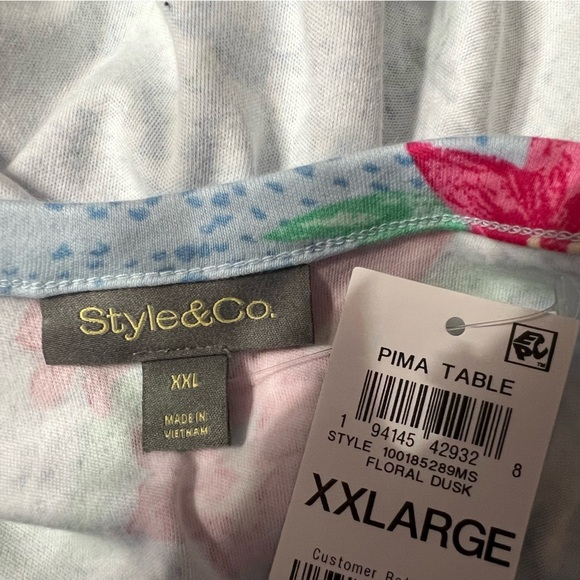 Style&Co.
XXL
MADE IN
VIETNAM
PIMA TABLE
1 94145 42932 8
STYLE 100185289MS
FLORAL DUSK
XXLARGE
Customer